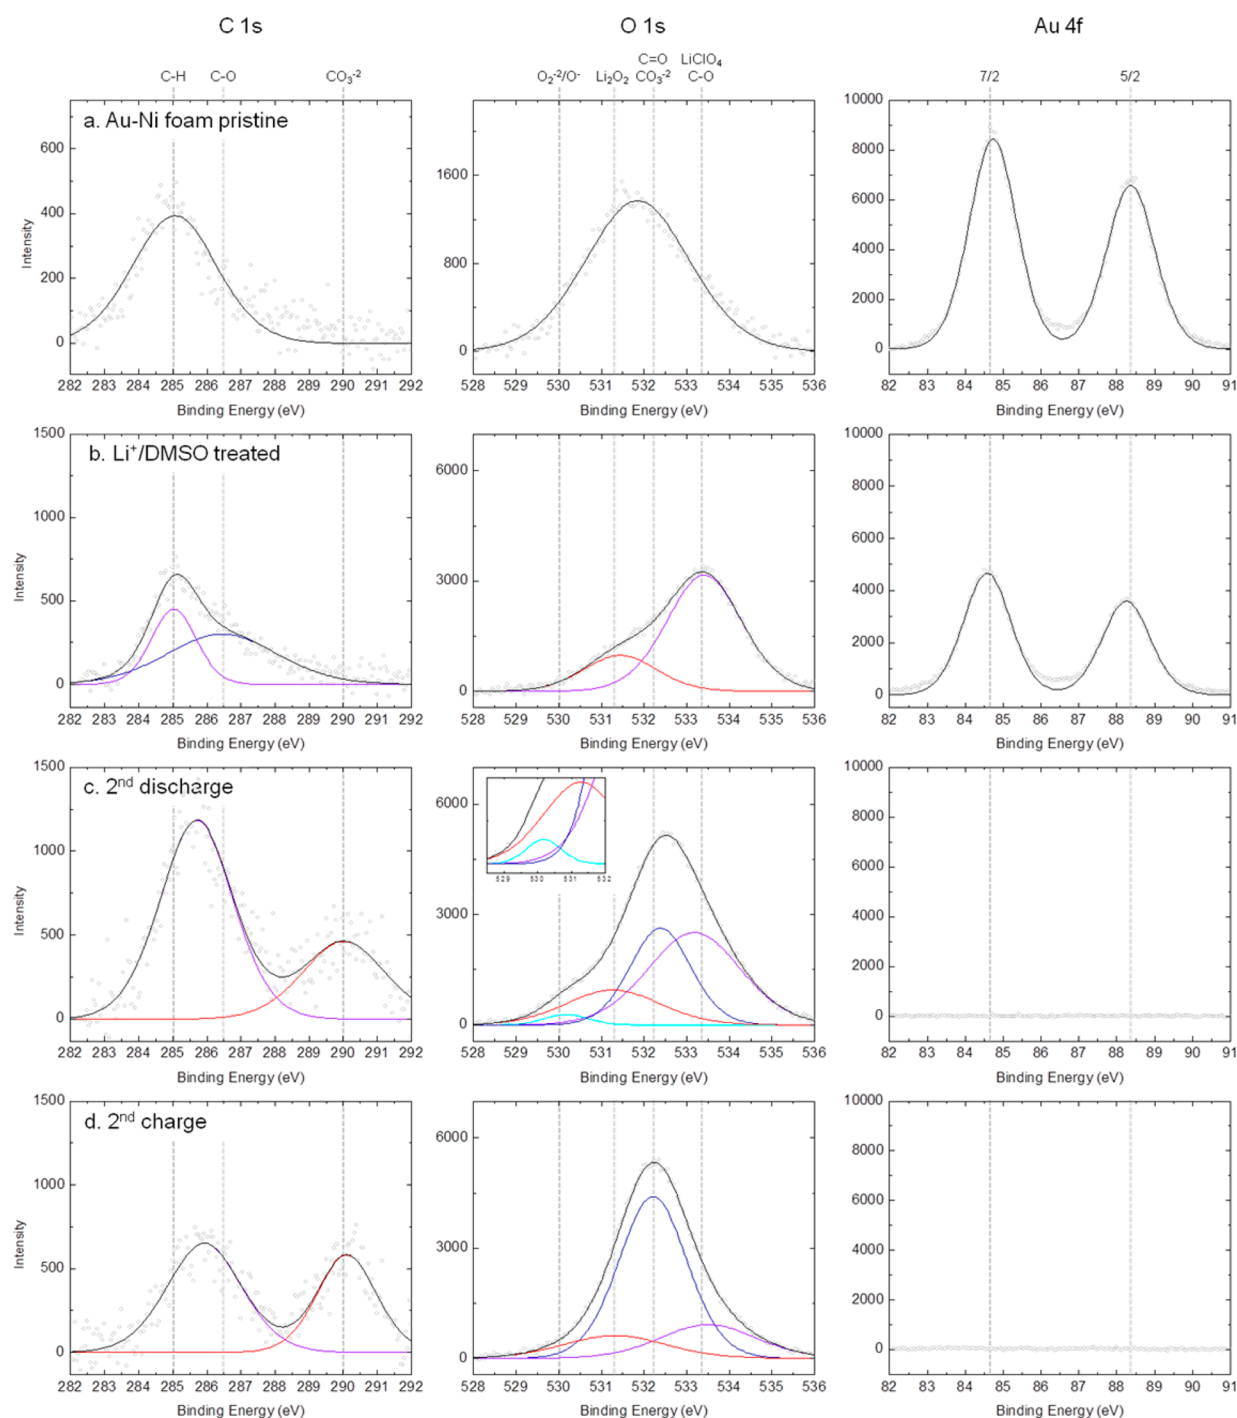 C 1s
O 1s
Au 4f
C-H
C-O
CO₃⁻²
O₂⁻²/O⁻
Li₂O₂
C=O
CO₃⁻²
LiClO₄
C-O
7/2
5/2
a. Au-Ni foam pristine
Intensity
600
400
200
0
282 283 284 285 286 287 288 289 290 291 292
Binding Energy (eV)
1600
800
0
528 529 530 531 532 533 534 535 536
Binding Energy (eV)
10000
8000
6000
4000
2000
0
82 83 84 85 86 87 88 89 90 91
Binding Energy (eV)
b. Li⁺/DMSO treated
Intensity
1500
1000
500
0
282 283 284 285 286 287 288 289 290 291 292
Binding Energy (eV)
6000
3000
0
528 529 530 531 532 533 534 535 536
Binding Energy (eV)
10000
8000
6000
4000
2000
0
82 83 84 85 86 87 88 89 90 91
Binding Energy (eV)
c. 2ⁿᵈ discharge
Intensity
1500
1250
1000
750
500
250
0
282 283 284 285 286 287 288 289 290 291 292
Binding Energy (eV)
6000
3000
0
529 530 531 532
528 529 530 531 532 533 534 535 536
Binding Energy (eV)
10000
8000
6000
4000
2000
0
82 83 84 85 86 87 88 89 90 91
Binding Energy (eV)
d. 2ⁿᵈ charge
Intensity
1500
1250
1000
750
500
250
0
282 283 284 285 286 287 288 289 290 291 292
Binding Energy (eV)
6000
3000
0
528 529 530 531 532 533 534 535 536
Binding Energy (eV)
10000
8000
6000
4000
2000
0
82 83 84 85 86 87 88 89 90 91
Binding Energy (eV)